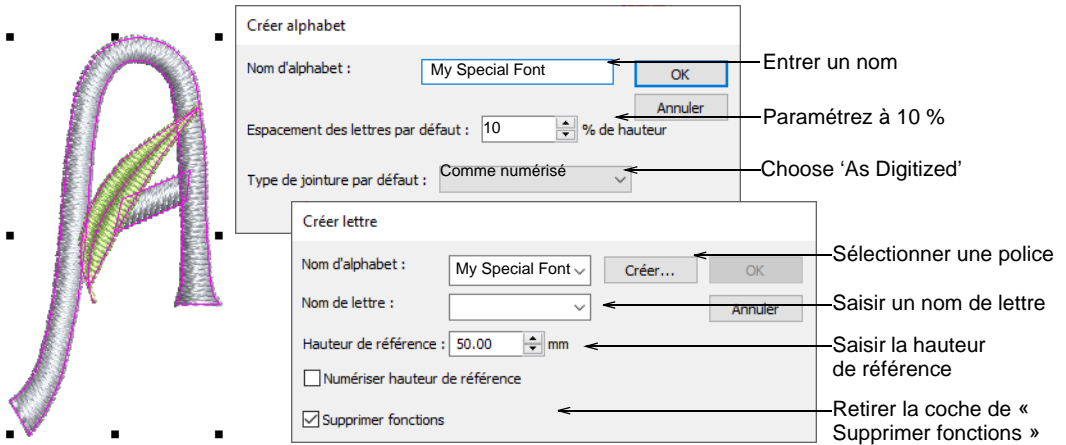 Créer alphabet
Nom d'alphabet : My Special Font OK Entrer un nom
Annuler
Espacement des lettres par défaut : 10 % de hauteur Paramétrez à 10 %
Type de jointure par défaut : Comme numérisé Choose ‘As Digitized’
Créer lettre
Nom d'alphabet : My Special Font Créer... OK Sélectionner une police
Nom de lettre : Annuler Saisir un nom de lettre
Hauteur de référence : 50.00 mm Saisir la hauteur
de référence
Numériser hauteur de référence
Supprimer fonctions Retirer la coche de «
Supprimer fonctions »